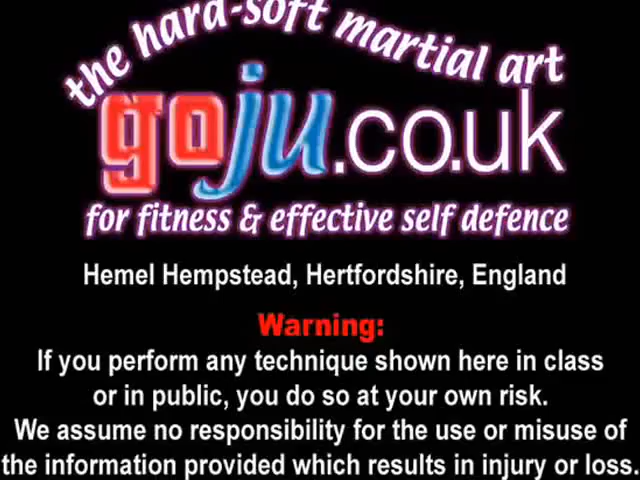 the hard-soft martial art
goju.co.uk
for fitness & effective self defence
Hemel Hempstead, Hertfordshire, England
Warning:
If you perform any technique shown here in class
or in public, you do so at your own risk.
We assume no responsibility for the use or misuse of
the information provided which results in injury or loss.